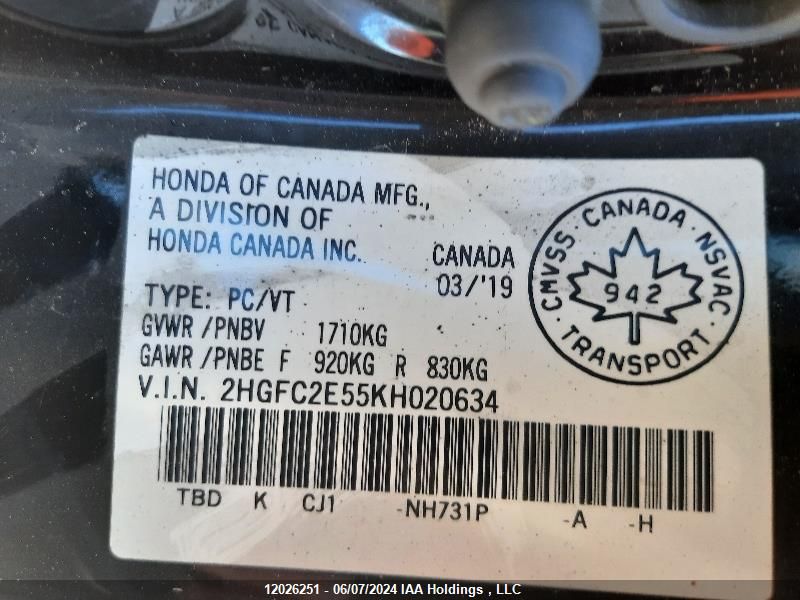 HONDA OF CANADA MFG.,
A DIVISION OF
HONDA CANADA INC.
CANADA
03/'19
TYPE: PC/VT
GVWR /PNBV 1710KG
GAWR /PNBE F 920KG R 830KG
V.I.N. 2HGFC2E55KH020634
CMVSS · CANADA · NSVAC · TRANSPORT ·
942
TBD K CJ1 -NH731P -A -H
12026251 - 06/07/2024 IAA Holdings , LLC